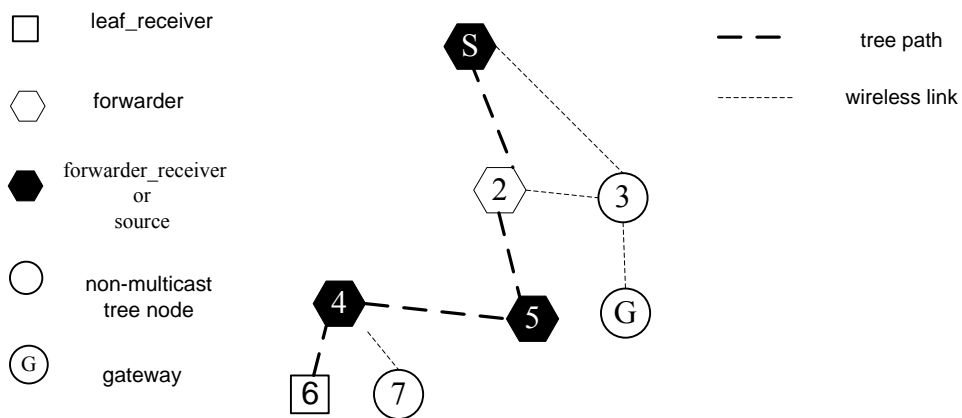 leaf_receiver
forwarder
forwarder_receiver
or
source
non-multicast
tree node
G
gateway
S
2
3
4
5
G
6
7
tree path
wireless link